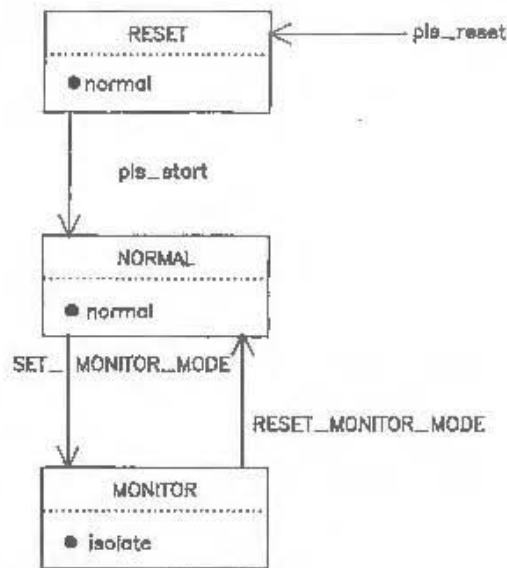 RESET
pls_reset
● normal
pls_start
NORMAL
● normal
SET_MONITOR_MODE
RESET_MONITOR_MODE
MONITOR
● isolate